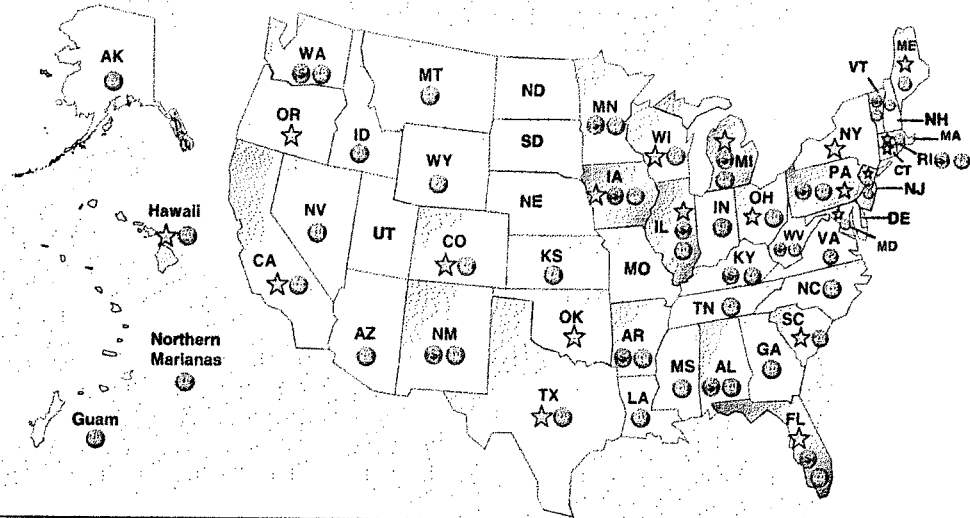 AK
WA
MT
ND
MN
VT
ME
OR
ID
SD
WI
MI
NY
NH
MA
WY
IA
PA
CT
RI
NJ
Hawaii
NV
UT
CO
NE
IL
IN
OH
WV
VA
DE
MD
CA
KS
MO
KY
NC
TN
Northern
Marianas
AZ
NM
OK
AR
SC
MS
AL
GA
Guam
TX
LA
FL